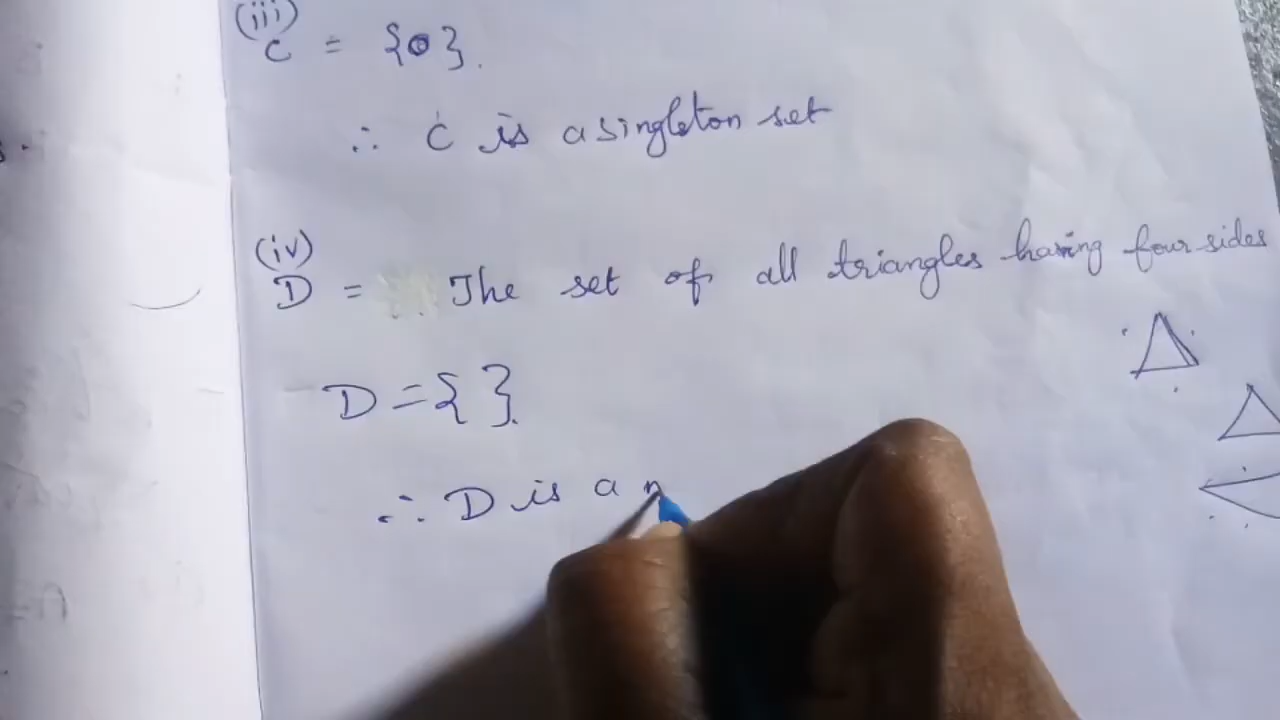 (iii)
C = {0}.
∴ C is a singleton set
(iv)
D = The set of all triangles having four sides
D = { }.
∴ D is a n